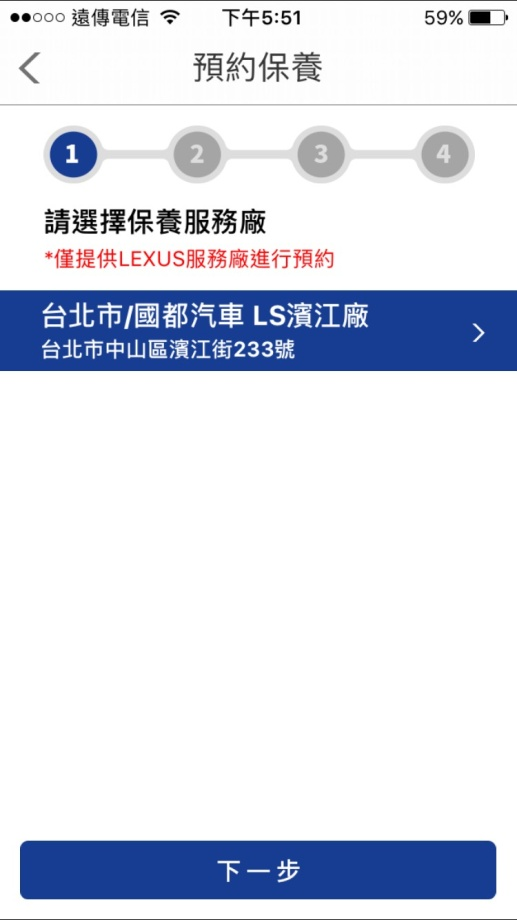 遠傳電信 下午5:51 59%
預約保養
1 2 3 4
請選擇保養服務廠
*僅提供LEXUS服務廠進行預約
台北市/國都汽車 LS濱江廠
台北市中山區濱江街233號
下一步